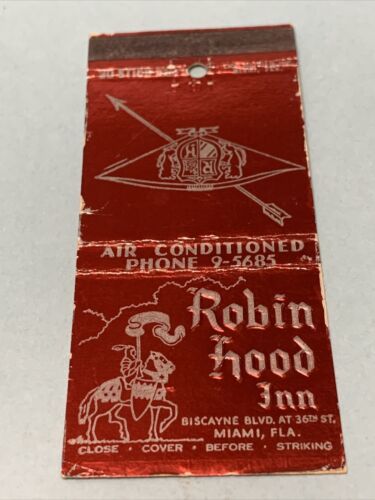 AIR CONDITIONED
PHONE 9-5685
Robin
Hood
Inn
BISCAYNE BLVD. AT 36TH ST.
MIAMI, FLA.
CLOSE · COVER · BEFORE · STRIKING